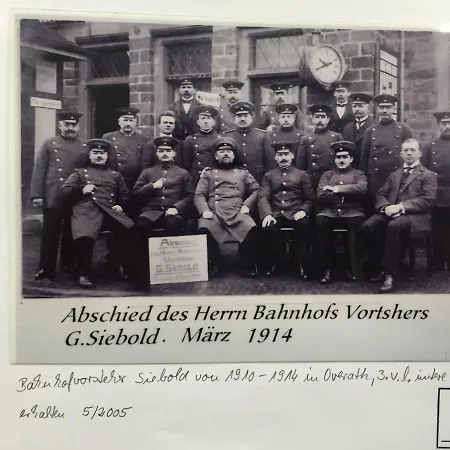 Abschied
G. Siebold
Abschied des Herrn Bahnhofs Vortshers
G. Siebold. März 1914
Bahnhofvorsteher Siebold von 1910-1914 in Overath, 3.v.l. untere
erhalten 5/2005